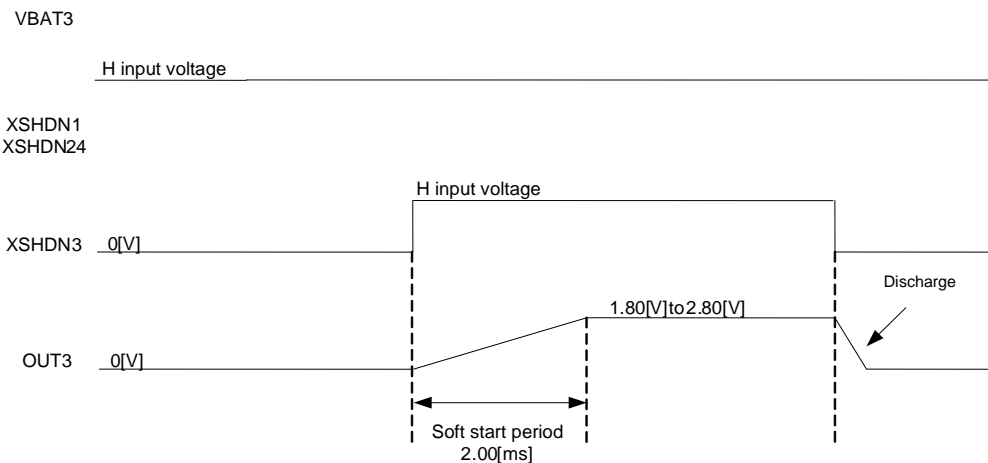 VBAT3
H input voltage
XSHDN1
XSHDN24
H input voltage
XSHDN3
0[V]
Discharge
1.80[V]to2.80[V]
OUT3
0[V]
Soft start period
2.00[ms]